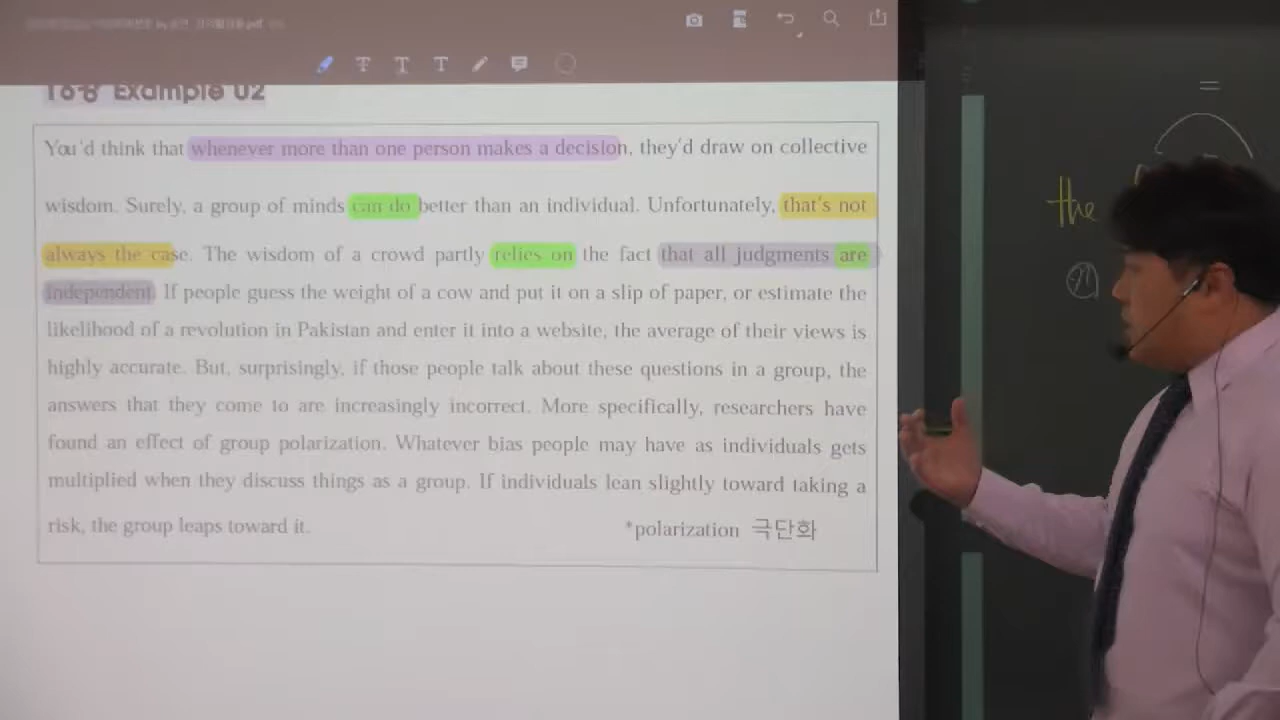 Example 02
You'd think that whenever more than one person makes a decision, they'd draw on collective
wisdom. Surely, a group of minds can do better than an individual. Unfortunately, that's not
always the case. The wisdom of a crowd partly relies on the fact that all judgments are
independent. If people guess the weight of a cow and put it on a slip of paper, or estimate the
likelihood of a revolution in Pakistan and enter it into a website, the average of their views is
highly accurate. But, surprisingly, if those people talk about these questions in a group, the
answers that they come to are increasingly incorrect. More specifically, researchers have
found an effect of group polarization. Whatever bias people may have as individuals gets
multiplied when they discuss things as a group. If individuals lean slightly toward taking a
risk, the group leaps toward it.
*polarization 극단화
the